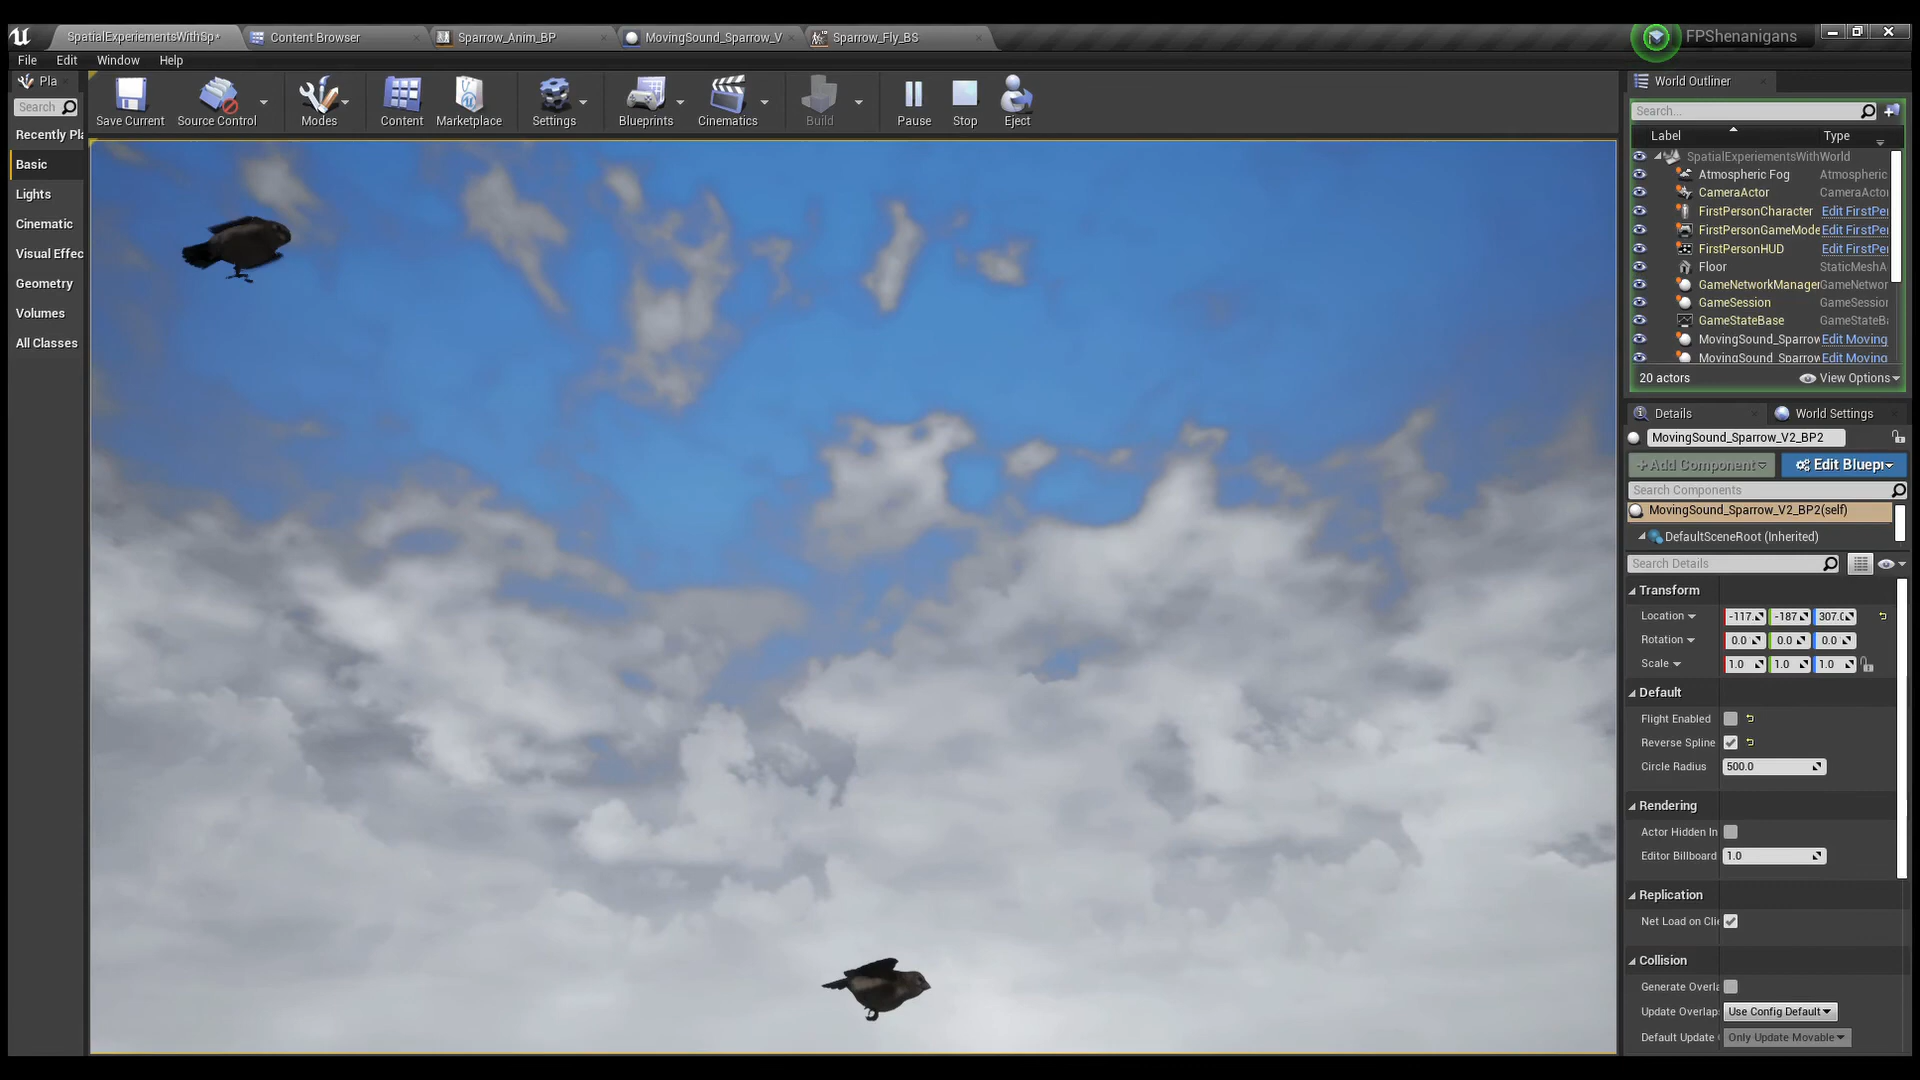 SpatialExperiementsWithSp*
Content Browser
Sparrow_Anim_BP
MovingSound_Sparrow_V
Sparrow_Fly_BS
FPShenanigans
File Edit Window Help
Pla
Search
Recently Pla
Basic
Lights
Cinematic
Visual Effec
Geometry
Volumes
All Classes
Save Current
Source Control
Modes
Content
Marketplace
Settings
Blueprints
Cinematics
Build
Pause
Stop
Eject
World Outliner
Search...
Label Type
SpatialExperiementsWithWorld
Atmospheric Fog Atmospheric
CameraActor CameraActo
FirstPersonCharacter Edit FirstPe
FirstPersonGameMode Edit FirstPe
FirstPersonHUD Edit FirstPe
Floor StaticMeshA
GameNetworkManager GameNetwor
GameSession GameSession
GameStateBase GameStateBa
MovingSound_Sparrow Edit Moving
MovingSound_Sparrow Edit Moving
20 actors View Options
Details World Settings
MovingSound_Sparrow_V2_BP2
+Add Component Edit Bluepr
Search Components
MovingSound_Sparrow_V2_BP2(self)
DefaultSceneRoot (Inherited)
Search Details
Transform
Location -117. -187 307.0
Rotation 0.0 0.0 0.0
Scale 1.0 1.0 1.0
Default
Flight Enabled
Reverse Spline
Circle Radius 500.0
Rendering
Actor Hidden In
Editor Billboard 1.0
Replication
Net Load on Clie
Collision
Generate Overla
Update Overlap Use Config Default
Default Update Only Update Movable